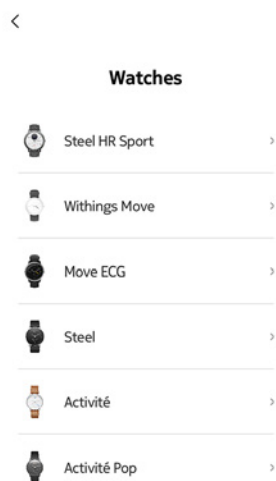 Watches
Steel HR Sport
Withings Move
Move ECG
Steel
Activité
Activité Pop